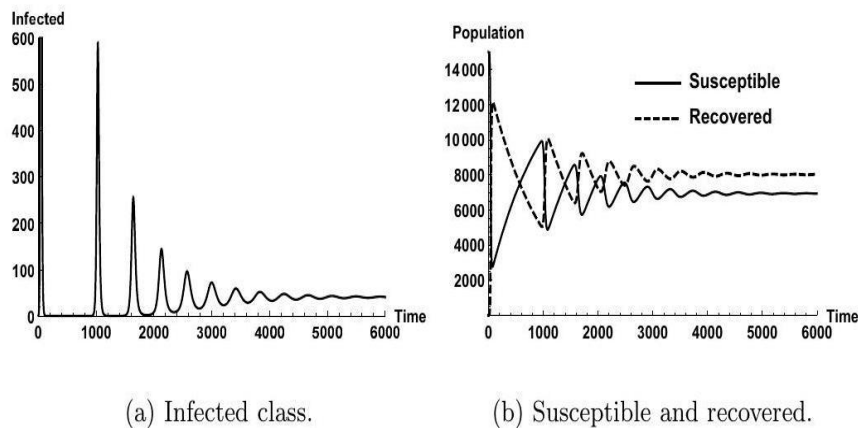 Infected
600
500
400
300
200
100
0
0 1000 2000 3000 4000 5000 6000
Time
(a) Infected class.
Population
14 000
12 000
10 000
8000
6000
4000
2000
0 1000 2000 3000 4000 5000 6000
Time
Susceptible
Recovered
(b) Susceptible and recovered.